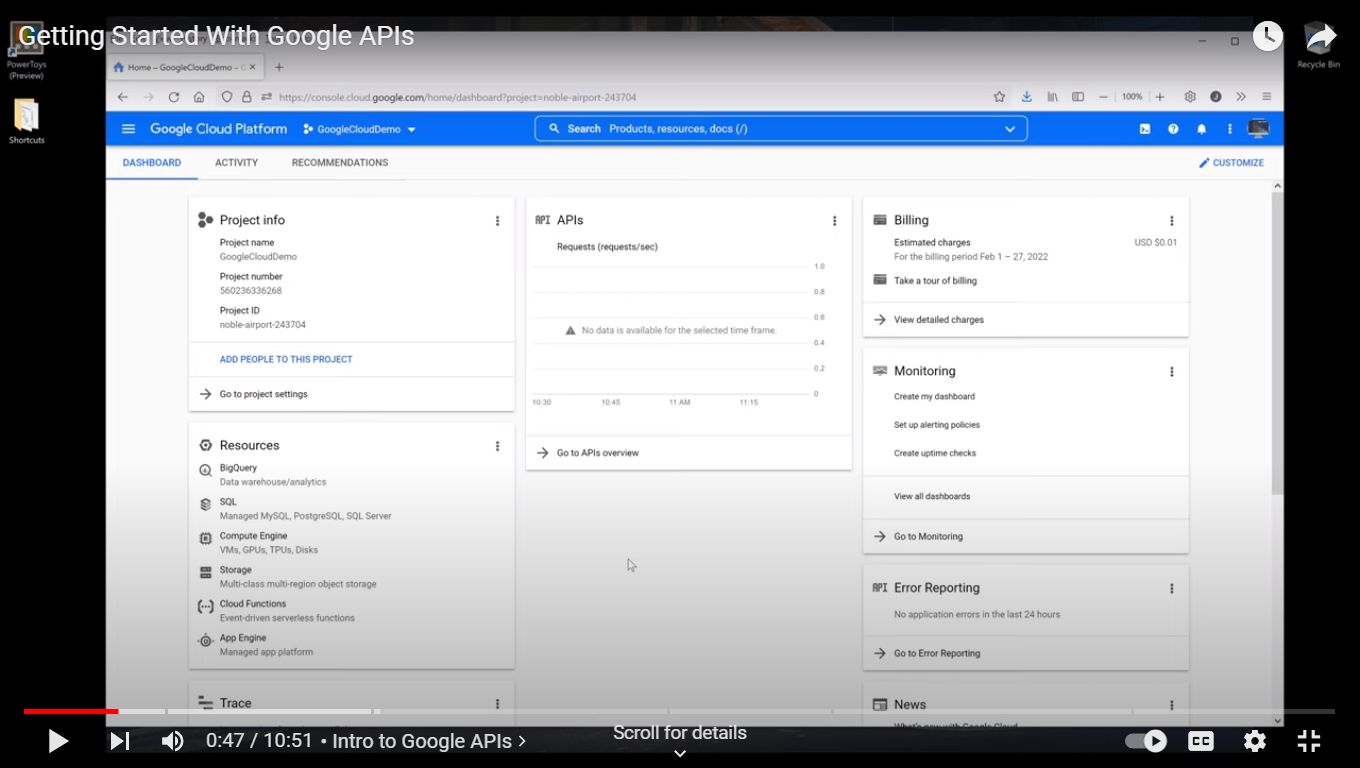 Getting Started With Google APIs
PowerToys
(Preview)
Recycle Bin
Shortcuts
Home – GoogleCloudDemo –
https://console.cloud.google.com/home/dashboard?project=noble-airport-243704
100%
Google Cloud Platform
GoogleCloudDemo
Search Products, resources, docs (/)
DASHBOARD
ACTIVITY
RECOMMENDATIONS
CUSTOMIZE
Project info
Project name
GoogleCloudDemo
Project number
560236336268
Project ID
noble-airport-243704
ADD PEOPLE TO THIS PROJECT
Go to project settings
Resources
BigQuery
Data warehouse/analytics
SQL
Managed MySQL, PostgreSQL, SQL Server
Compute Engine
VMs, GPUs, TPUs, Disks
Storage
Multi-class multi-region object storage
Cloud Functions
Event-driven serverless functions
App Engine
Managed app platform
Trace
API APIs
Requests (requests/sec)
1.0
0.8
0.6
No data is available for the selected time frame.
0.4
0.2
0
10:30
10:45
11 AM
11:15
Go to APIs overview
Billing
Estimated charges
USD $0.01
For the billing period Feb 1 – 27, 2022
Take a tour of billing
View detailed charges
Monitoring
Create my dashboard
Set up alerting policies
Create uptime checks
View all dashboards
Go to Monitoring
API Error Reporting
No application errors in the last 24 hours
Go to Error Reporting
News
What's new with Google Cloud
0:47 / 10:51 • Intro to Google APIs
Scroll for details
CC